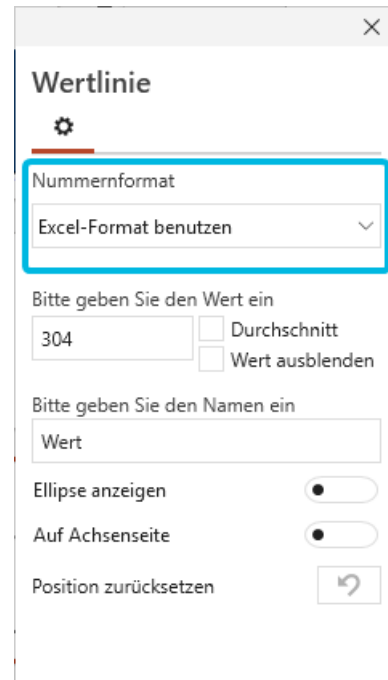 Wertlinie
Nummernformat
Excel-Format benutzen
Bitte geben Sie den Wert ein
304
Durchschnitt
Wert ausblenden
Bitte geben Sie den Namen ein
Wert
Ellipse anzeigen
Auf Achsenseite
Position zurücksetzen